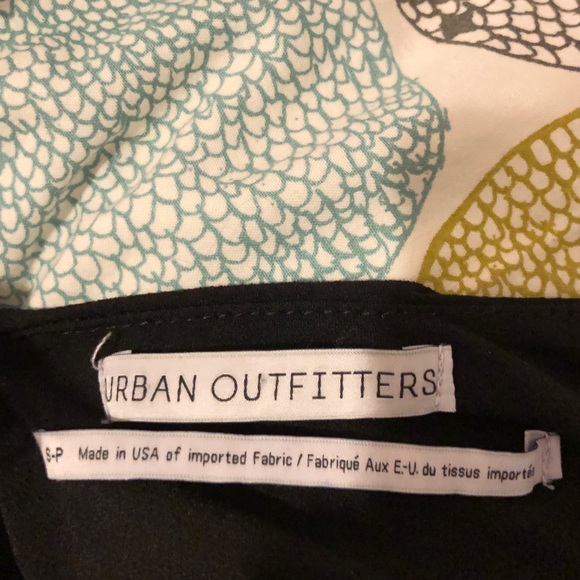 URBAN OUTFITTERS
S-P Made in USA of imported Fabric / Fabriqué Aux E.-U. du tissus importés